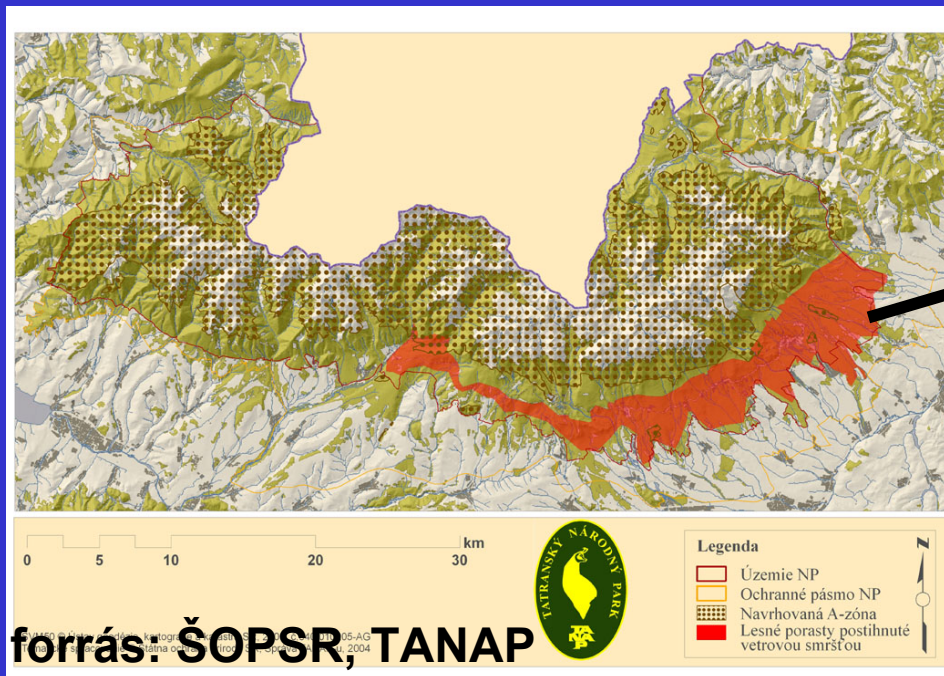 0 5 10 20 30 km
TATRANSKÝ NÁRODNÝ PARK
Legenda
Územie NP
Ochranné pásmo NP
Navrhovaná A-zóna
Lesné porasty postihnuté
vetrovou smršťou
N
forrás: ŠOPSR, TANAP